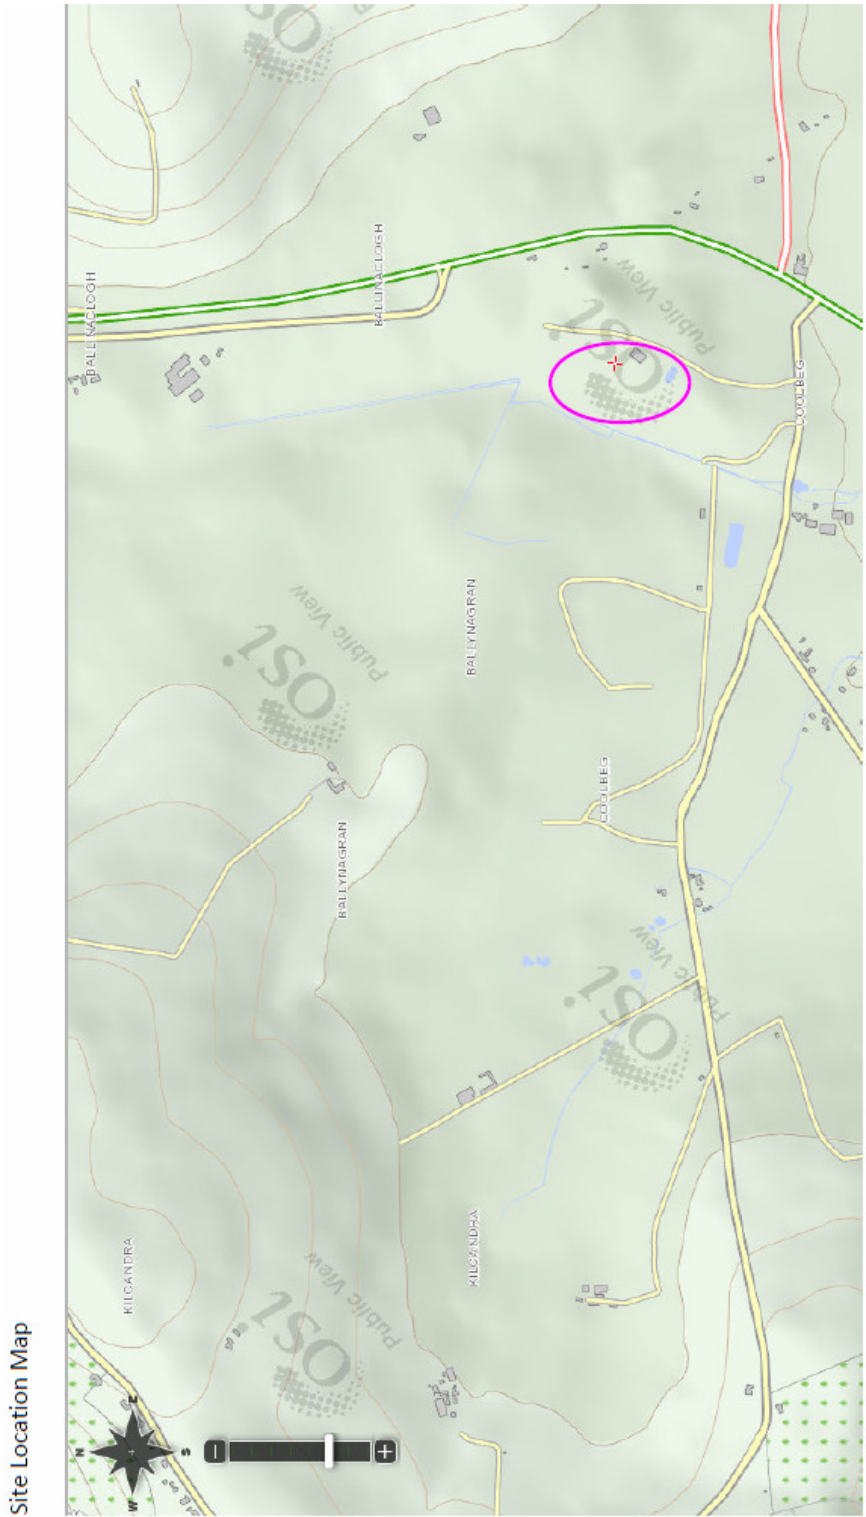 Site Location Map
N
BALLINACLOGH
KILCANDRA
W
E
S
OSi
OSi
Public View
OSi
Public View
BALLYNAGRAN
BALLINACLOGH
BALLYNAGRAN
KILCANDRA
OSi
Public View
OSi
Public View
COOLBEG
COOLBEG